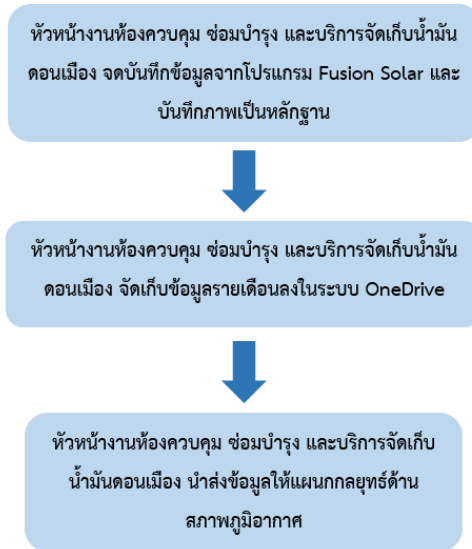 หัวหน้างานห้องควบคุม ซ่อมบำรุง และบริการจัดเก็บน้ำมัน
ดอนเมือง จดบันทึกข้อมูลจากโปรแกรม Fusion Solar และ
บันทึกภาพเป็นหลักฐาน
หัวหน้างานห้องควบคุม ซ่อมบำรุง และบริการจัดเก็บน้ำมัน
ดอนเมือง จัดเก็บข้อมูลรายเดือนลงในระบบ OneDrive
หัวหน้างานห้องควบคุม ซ่อมบำรุง และบริการจัดเก็บ
น้ำมันดอนเมือง นำส่งข้อมูลให้แผนกกลยุทธ์ด้าน
สภาพภูมิอากาศ